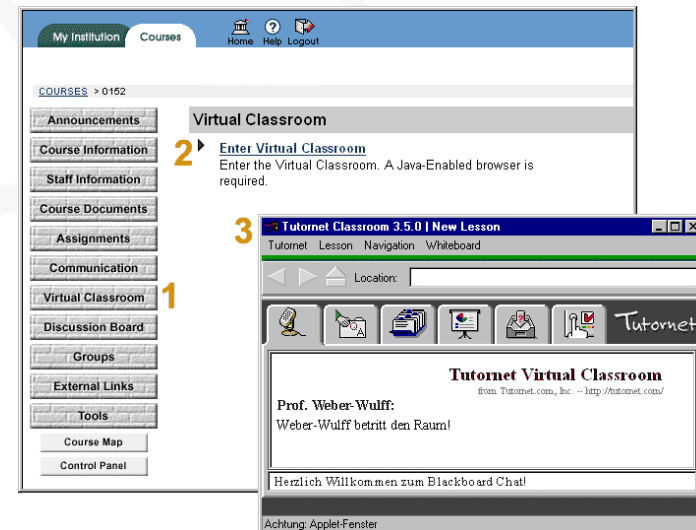 My Institution
Courses
Home Help Logout
COURSES > 0152
Announcements
Course Information
Staff Information
Course Documents
Assignments
Communication
Virtual Classroom
Discussion Board
Groups
External Links
Tools
Course Map
Control Panel
1
Virtual Classroom
2
Enter Virtual Classroom
Enter the Virtual Classroom. A Java-Enabled browser is
required.
3
Tutornet Classroom 3.5.0 | New Lesson
Tutornet Lesson Navigation Whiteboard
Location:
Tutornet
Tutornet Virtual Classroom
from Tutornet.com, Inc. -- http://tutornet.com/
Prof. Weber-Wulff:
Weber-Wulff betritt den Raum!
Herzlich Willkommen zum Blackboard Chat!
Achtung: Applet-Fenster